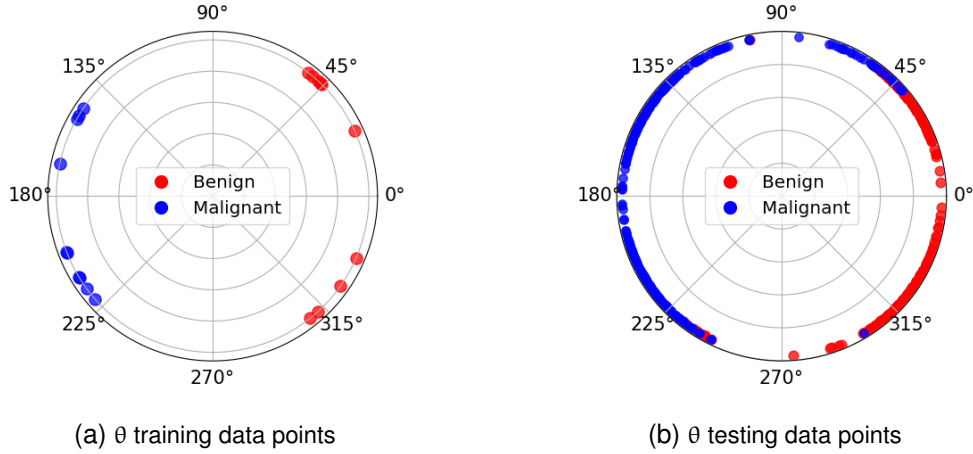 90°
135°
45°
180°
0°
Benign
Malignant
225°
315°
270°
(a) θ training data points
90°
135°
45°
180°
0°
Benign
Malignant
225°
315°
270°
(b) θ testing data points